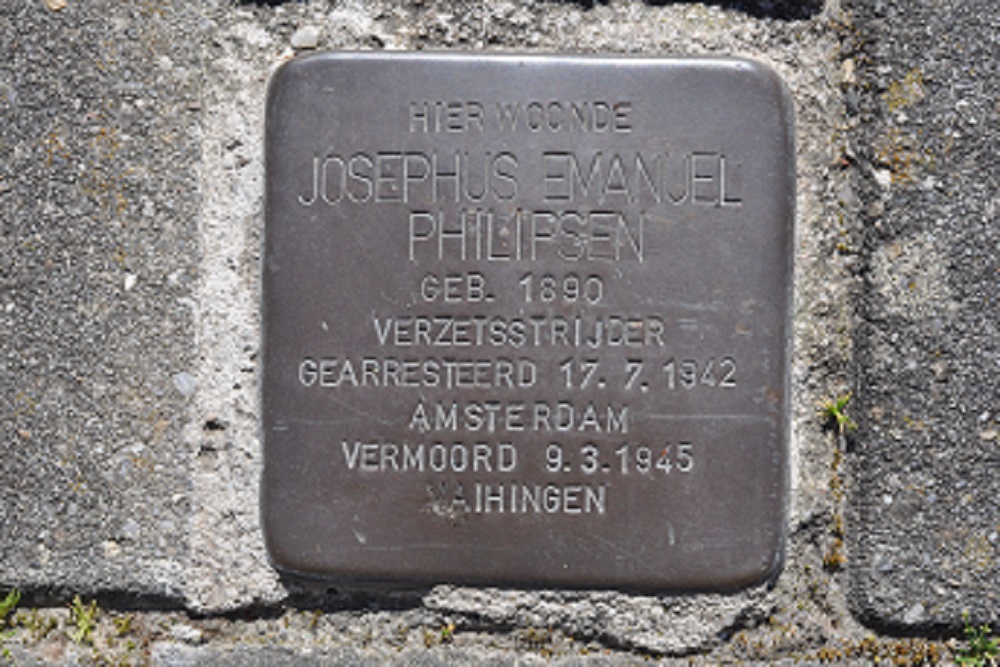 HIER WOONDE
JOSEPHUS EMANUEL
PHILIPSEN
GEB. 1890
VERZETSSTRIJDER
GEARRESTEERD 17.7.1942
AMSTERDAM
VERMOORD 9.3.1945
VAIHINGEN